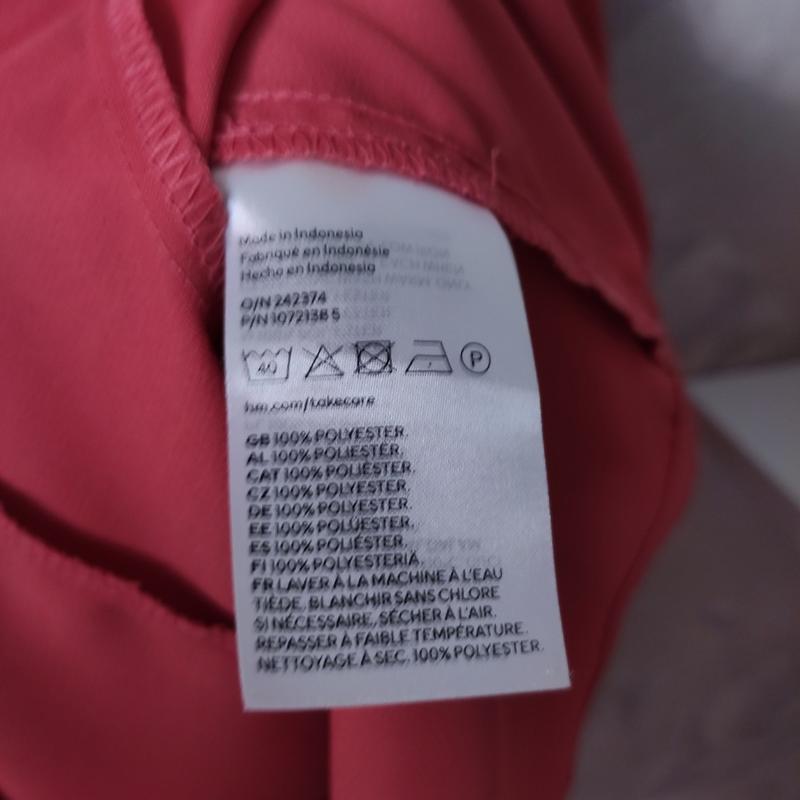 Made in Indonesia
Fabriqué en Indonésie
Hecho en Indonesia
O/N 242374
P/N 1072138 5
40 P
hm.com/takecare
GB 100% POLYESTER.
AL 100% POLIESTËR.
CAT 100% POLIÈSTER.
CZ 100% POLYESTER.
DE 100% POLYESTER.
EE 100% POLÜESTER.
ES 100% POLIÉSTER.
FI 100% POLYESTERIÄ.
FR LAVER À LA MACHINE À L'EAU
TIÈDE, BLANCHIR SANS CHLORE
SI NÉCESSAIRE, SÉCHER À L'AIR.
REPASSER À FAIBLE TEMPÉRATURE.
NETTOYAGE À SEC. 100% POLYESTER.